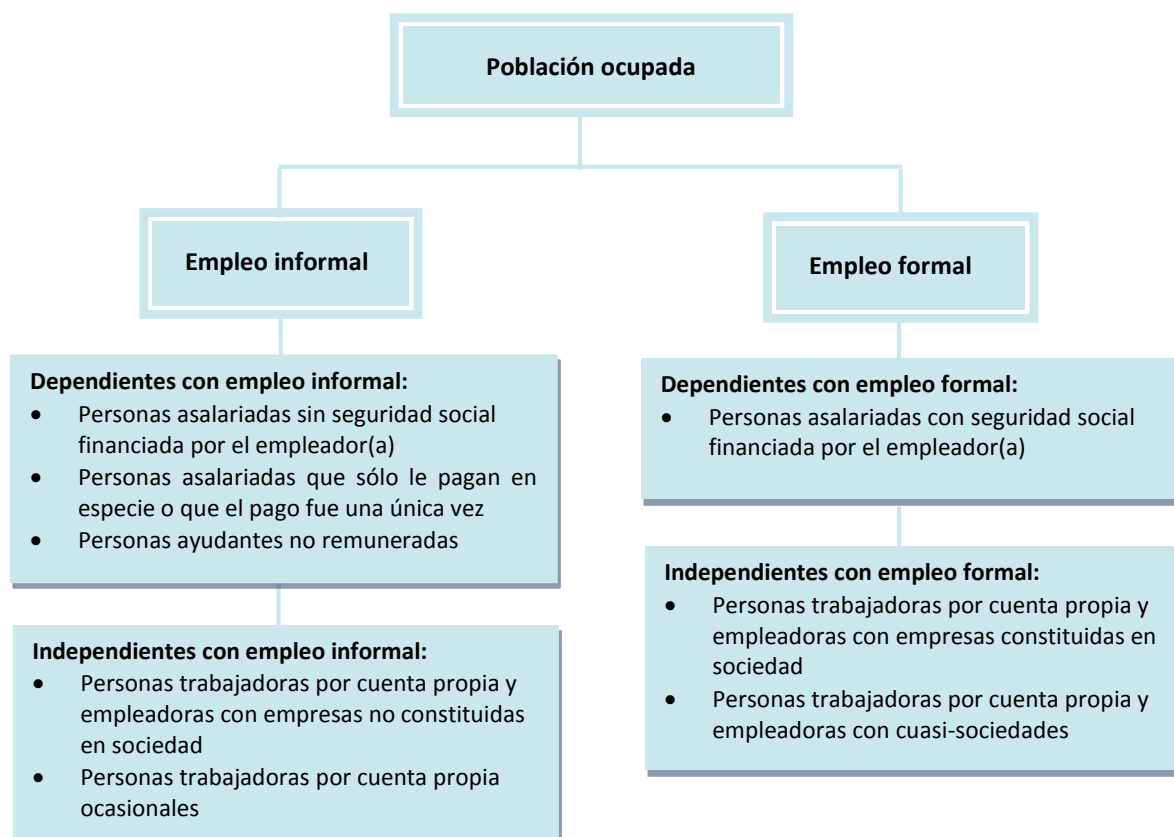 Población ocupada
Empleo informal
Empleo formal
Dependientes con empleo informal:
• Personas asalariadas sin seguridad social
financiada por el empleador(a)
• Personas asalariadas que sólo le pagan en
especie o que el pago fue una única vez
• Personas ayudantes no remuneradas
Independientes con empleo informal:
• Personas trabajadoras por cuenta propia y
empleadoras con empresas no constituidas
en sociedad
• Personas trabajadoras por cuenta propia
ocasionales
Dependientes con empleo formal:
• Personas asalariadas con seguridad social
financiada por el empleador(a)
Independientes con empleo formal:
• Personas trabajadoras por cuenta propia y
empleadoras con empresas constituidas en
sociedad
• Personas trabajadoras por cuenta propia y
empleadoras con cuasi-sociedades